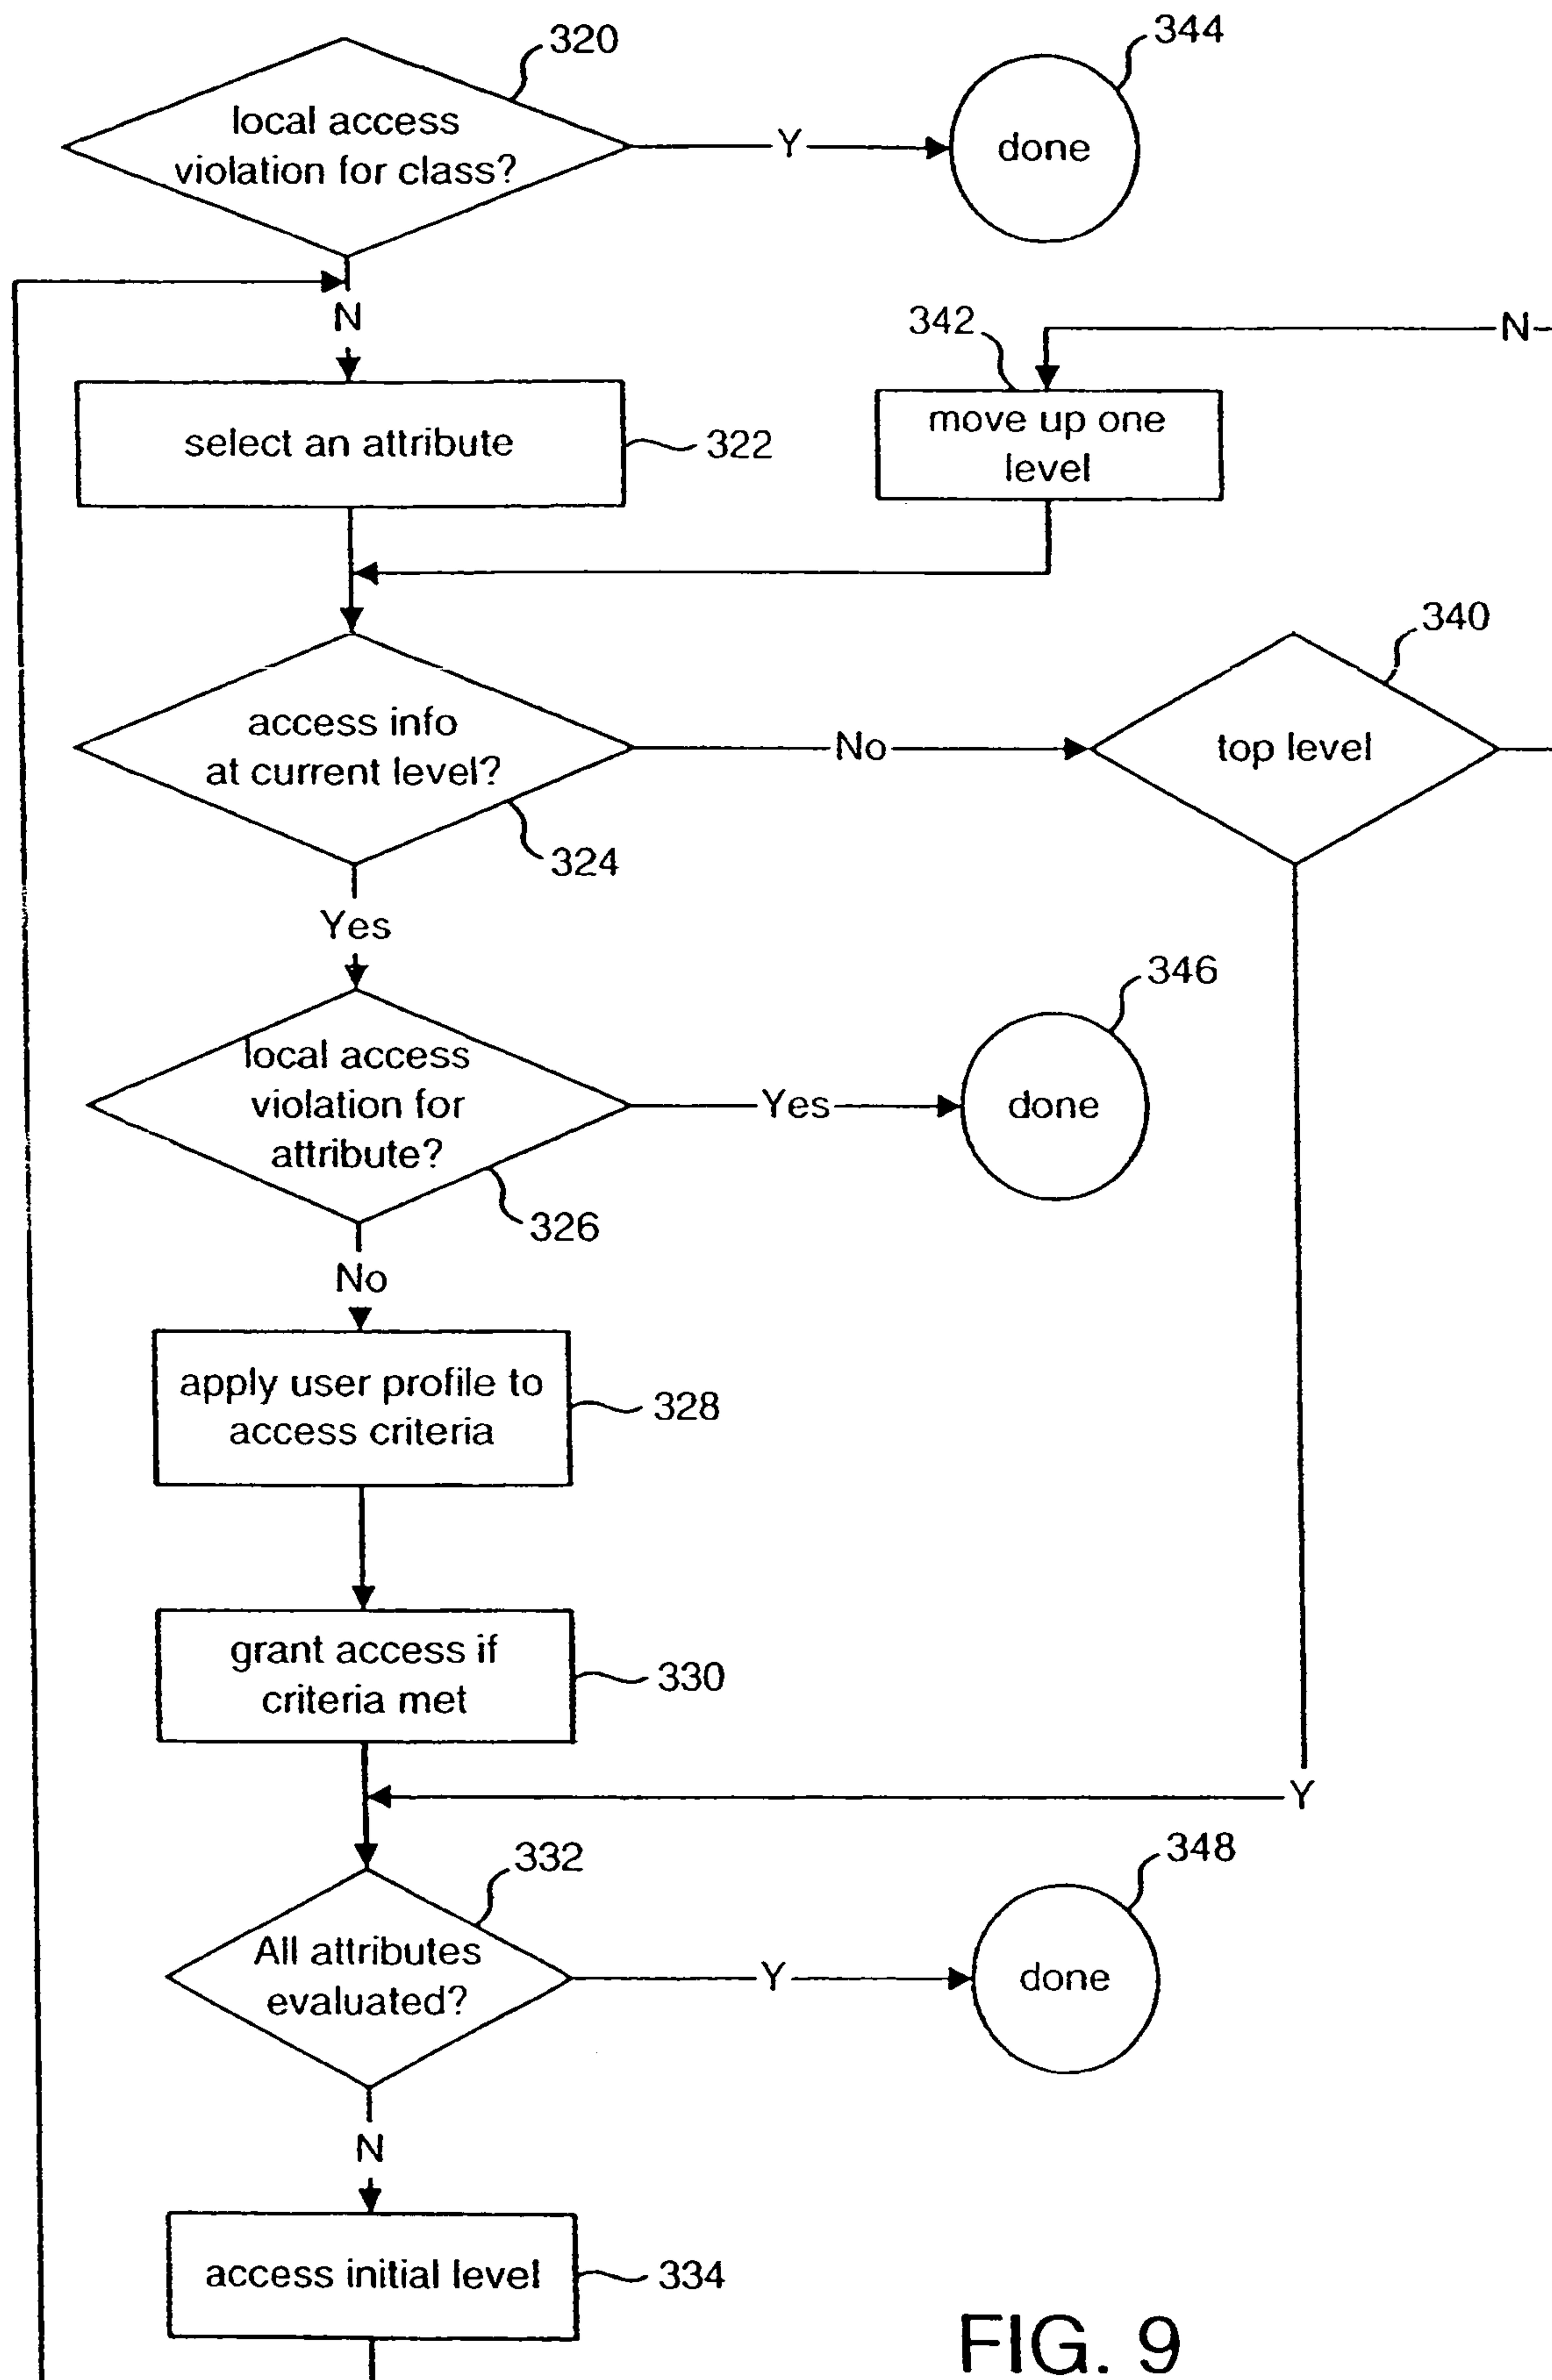 320
344
local access
violation for class?
Y
done
N
342
N
select an attribute
322
move up one
level
340
access info
at current level?
No
top level
324
Yes
346
local access
violation for
attribute?
Yes
done
326
No
apply user profile to
access criteria
328
grant access if
criteria met
330
Y
332
348
All attributes
evaluated?
Y
done
N
access initial level
334
FIG. 9